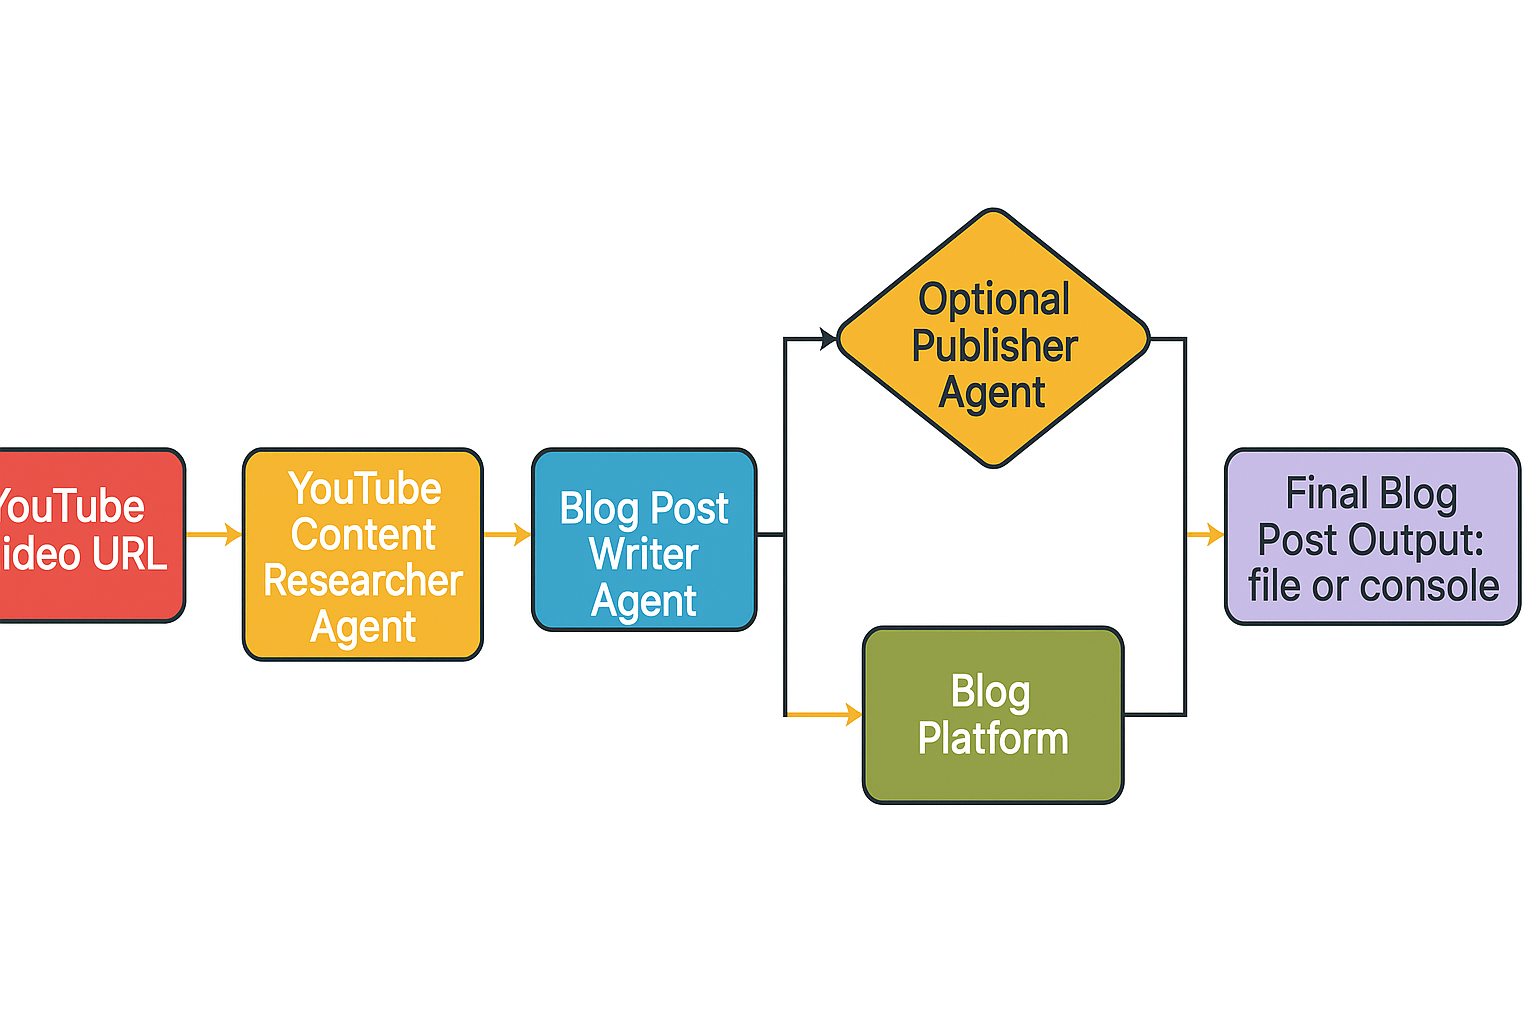 YouTube
ideo URL
YouTube
Content
Researcher
Agent
Blog Post
Writer
Agent
Optional
Publisher
Agent
Blog
Platform
Final Blog
Post Output:
file or console